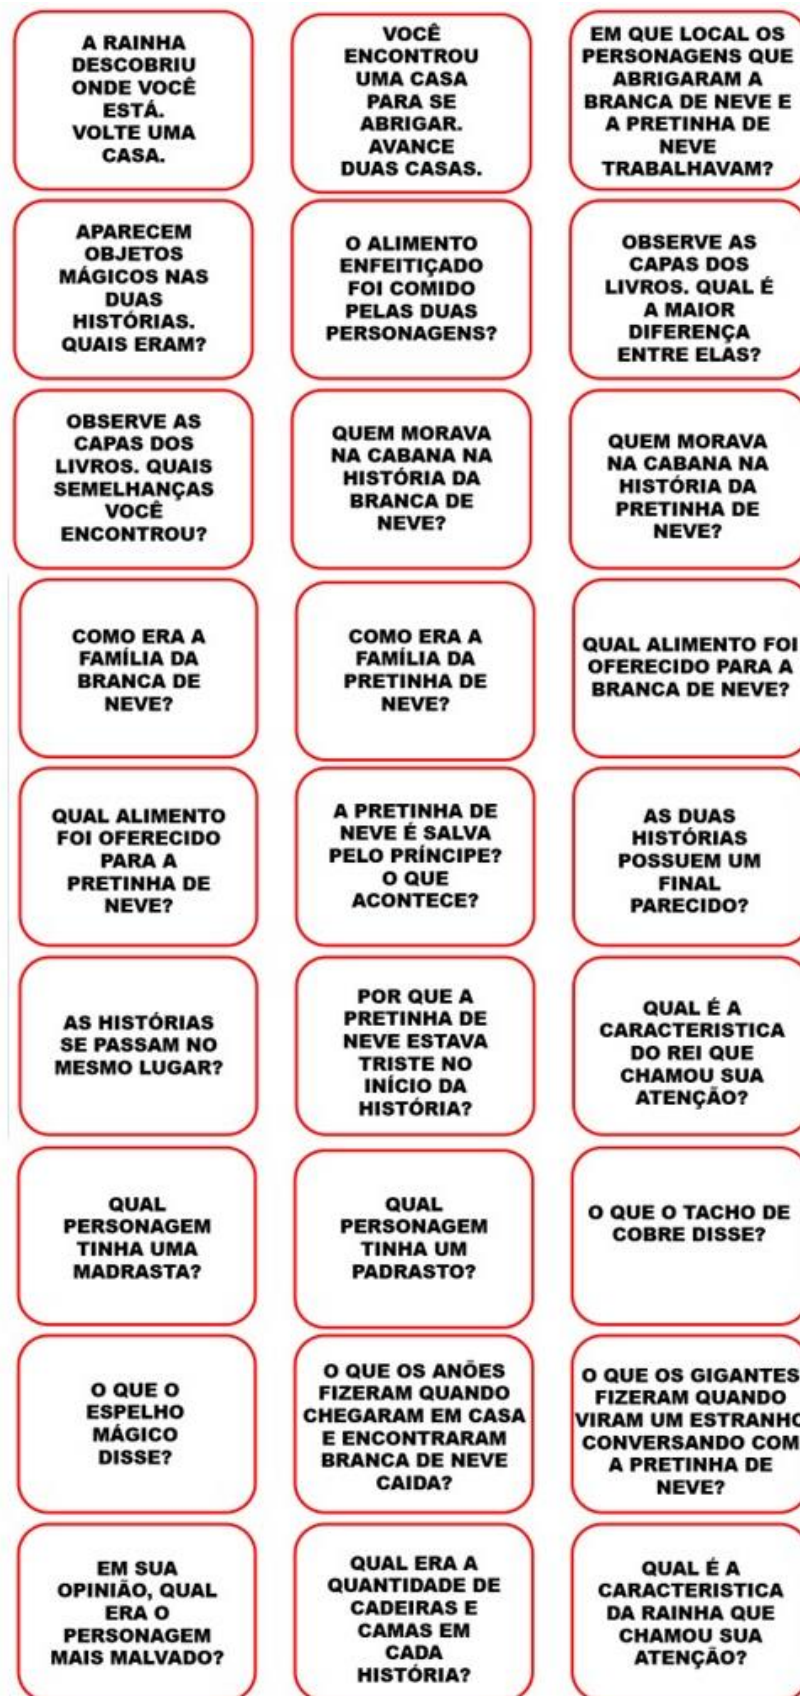 A RAINHA
DESCOBRIU
ONDE VOCÊ
ESTÁ.
VOLTE UMA
CASA.
VOCÊ
ENCONTROU
UMA CASA
PARA SE
ABRIGAR.
AVANCE
DUAS CASAS.
EM QUE LOCAL OS
PERSONAGENS QUE
ABRIGARAM A
BRANCA DE NEVE E
A PRETINHA DE
NEVE
TRABALHAVAM?
APARECEM
OBJETOS
MÁGICOS NAS
DUAS
HISTÓRIAS.
QUAIS ERAM?
O ALIMENTO
ENFEITIÇADO
FOI COMIDO
PELAS DUAS
PERSONAGENS?
OBSERVE AS
CAPAS DOS
LIVROS. QUAL É
A MAIOR
DIFERENÇA
ENTRE ELAS?
OBSERVE AS
CAPAS DOS
LIVROS. QUAIS
SEMELHANÇAS
VOCÊ
ENCONTROU?
QUEM MORAVA
NA CABANA NA
HISTÓRIA DA
BRANCA DE
NEVE?
QUEM MORAVA
NA CABANA NA
HISTÓRIA DA
PRETINHA DE
NEVE?
COMO ERA A
FAMÍLIA DA
BRANCA DE
NEVE?
COMO ERA A
FAMÍLIA DA
PRETINHA DE
NEVE?
QUAL ALIMENTO FOI
OFERECIDO PARA A
BRANCA DE NEVE?
QUAL ALIMENTO
FOI OFERECIDO
PARA A
PRETINHA DE
NEVE?
A PRETINHA DE
NEVE É SALVA
PELO PRÍNCIPE?
O QUE
ACONTECE?
AS DUAS
HISTÓRIAS
POSSUEM UM
FINAL
PARECIDO?
AS HISTÓRIAS
SE PASSAM NO
MESMO LUGAR?
POR QUE A
PRETINHA DE
NEVE ESTAVA
TRISTE NO
INÍCIO DA
HISTÓRIA?
QUAL É A
CARACTERISTICA
DO REI QUE
CHAMOU SUA
ATENÇÃO?
QUAL
PERSONAGEM
TINHA UMA
MADRASTA?
QUAL
PERSONAGEM
TINHA UM
PADRASTO?
O QUE O TACHO DE
COBRE DISSE?
O QUE O
ESPELHO
MÁGICO
DISSE?
O QUE OS ANÕES
FIZERAM QUANDO
CHEGARAM EM CASA
E ENCONTRARAM
BRANCA DE NEVE
CAIDA?
O QUE OS GIGANTES
FIZERAM QUANDO
VIRAM UM ESTRANHO
CONVERSANDO COM
A PRETINHA DE
NEVE?
EM SUA
OPINIÃO, QUAL
ERA O
PERSONAGEM
MAIS MALVADO?
QUAL ERA A
QUANTIDADE DE
CADEIRAS E
CAMAS EM
CADA
HISTÓRIA?
QUAL É A
CARACTERISTICA
DA RAINHA QUE
CHAMOU SUA
ATENÇÃO?